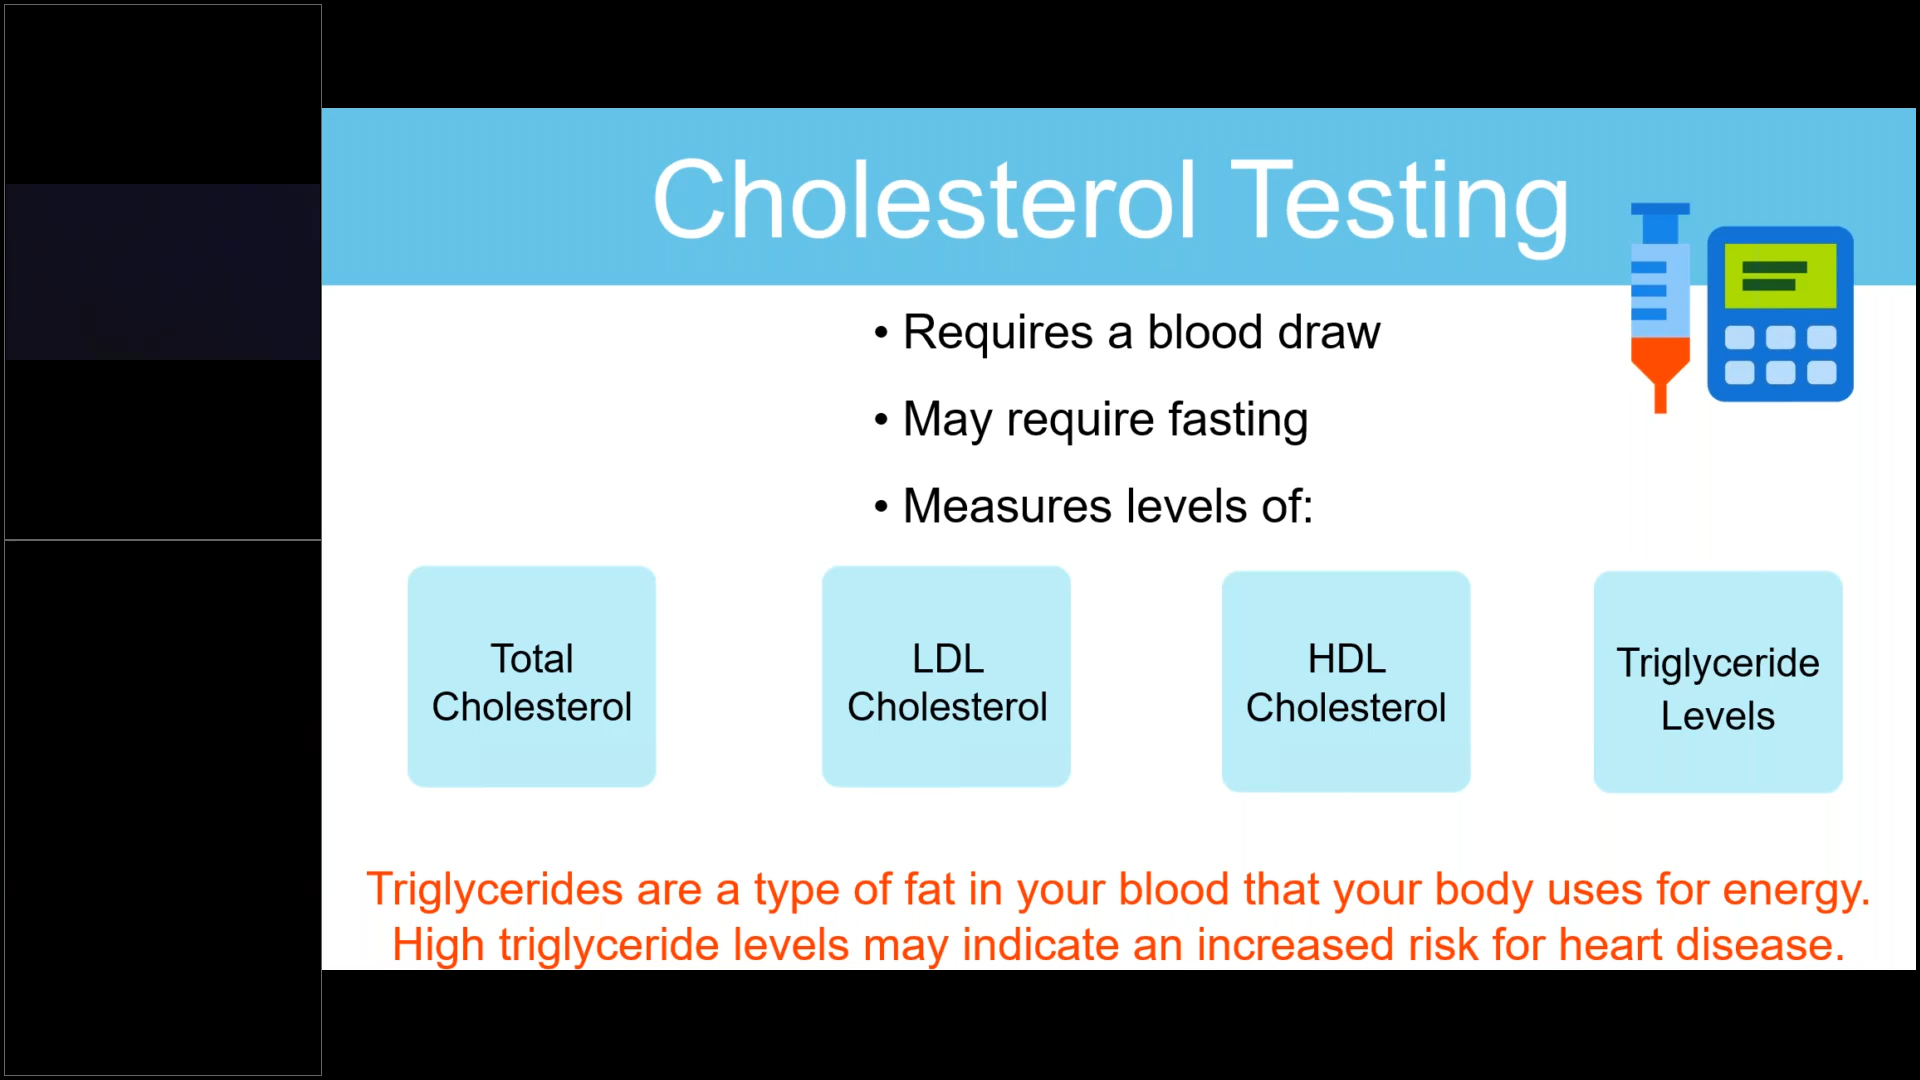 Cholesterol Testing
• Requires a blood draw
• May require fasting
• Measures levels of:
Total
Cholesterol
LDL
Cholesterol
HDL
Cholesterol
Triglyceride
Levels
Triglycerides are a type of fat in your blood that your body uses for energy.
High triglyceride levels may indicate an increased risk for heart disease.